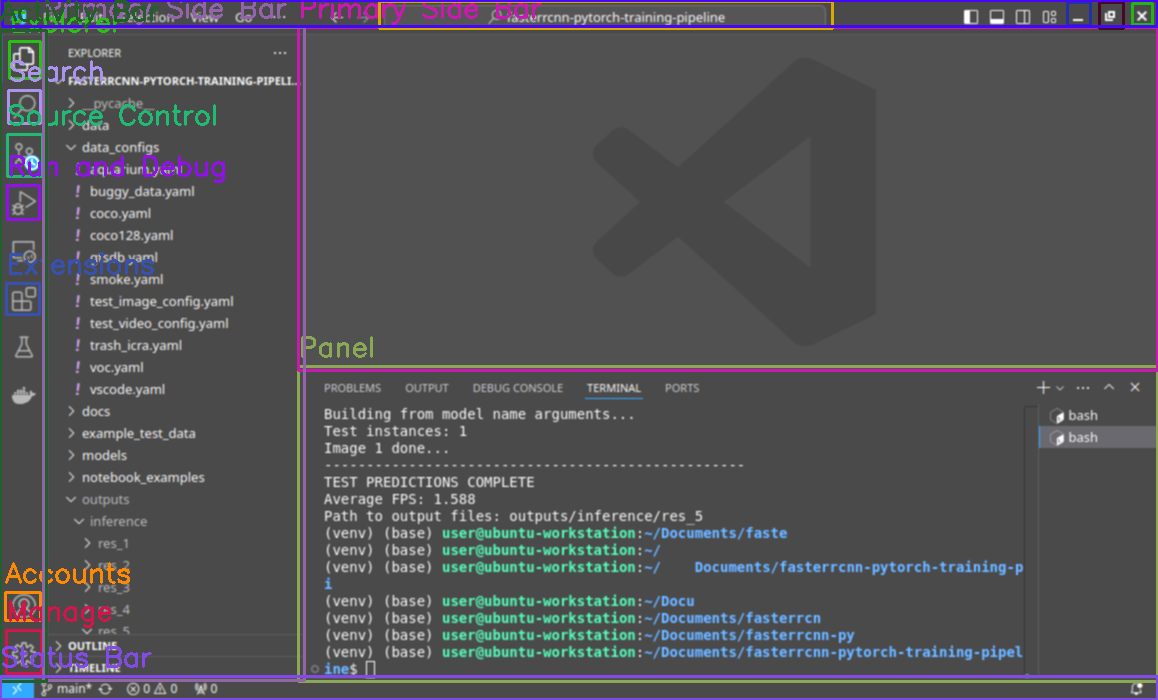 Primary Side Bar Primary Side Bar
fasterrcnn-pytorch-training-pipeline
Explorer
EXPLORER
Search
FASTERRCNN-PYTORCH-TRAINING-PIPELI...
__pycache__
Source Control
data
data_configs
Run and Debug
aquarium.yaml
! buggy_data.yaml
! coco.yaml
! coco128.yaml
Extensions
! smoke.yaml
! test_image_config.yaml
! test_video_config.yaml
! trash_icra.yaml
! voc.yaml
! vscode.yaml
docs
example_test_data
models
notebook_examples
outputs
inference
res_1
res_2
res_3
res_4
res_5
Accounts
Manage
OUTLINE
Status Bar
TIMELINE
Panel
PROBLEMS OUTPUT DEBUG CONSOLE TERMINAL PORTS
Building from model name arguments...
Test instances: 1
Image 1 done...
--------------------------------------------------
TEST PREDICTIONS COMPLETE
Average FPS: 1.588
Path to output files: outputs/inference/res_5
(venv) (base) user@ubuntu-workstation:~/Documents/faste
(venv) (base) user@ubuntu-workstation:~/
(venv) (base) user@ubuntu-workstation:~/    Documents/fasterrcnn-pytorch-training-p
i
(venv) (base) user@ubuntu-workstation:~/Docu
(venv) (base) user@ubuntu-workstation:~/Documents/fasterrcn
(venv) (base) user@ubuntu-workstation:~/Documents/fasterrcnn-py
(venv) (base) user@ubuntu-workstation:~/Documents/fasterrcnn-pytorch-training-pipel
ine$
bash
bash
main* 0 0 0